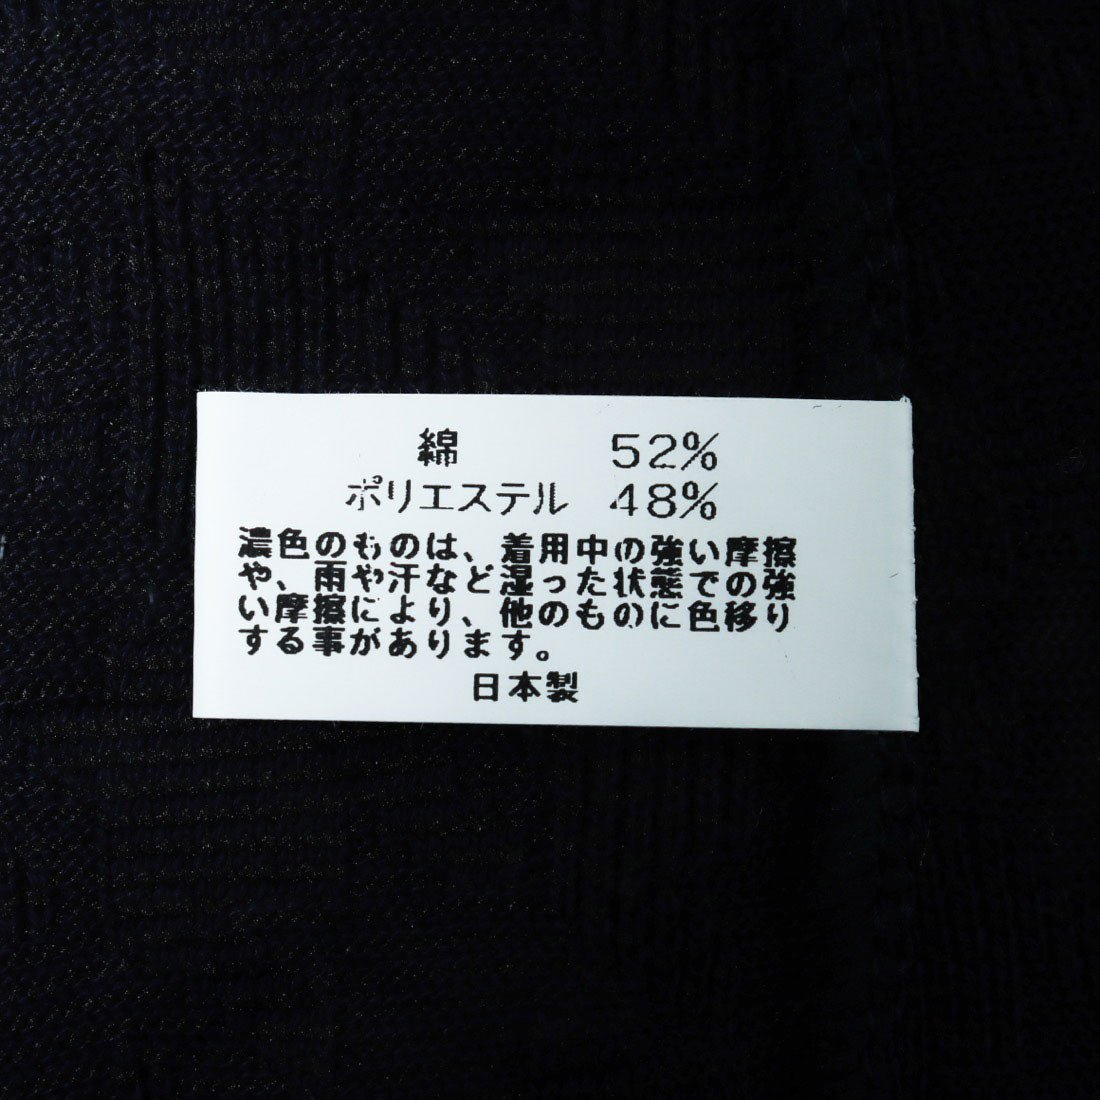 綿 52%
ポリエステル 48%
濃色のものは、着用中の強い摩擦
や、雨や汗など湿った状態での強
い摩擦により、他のものに色移り
する事があります。
日本製